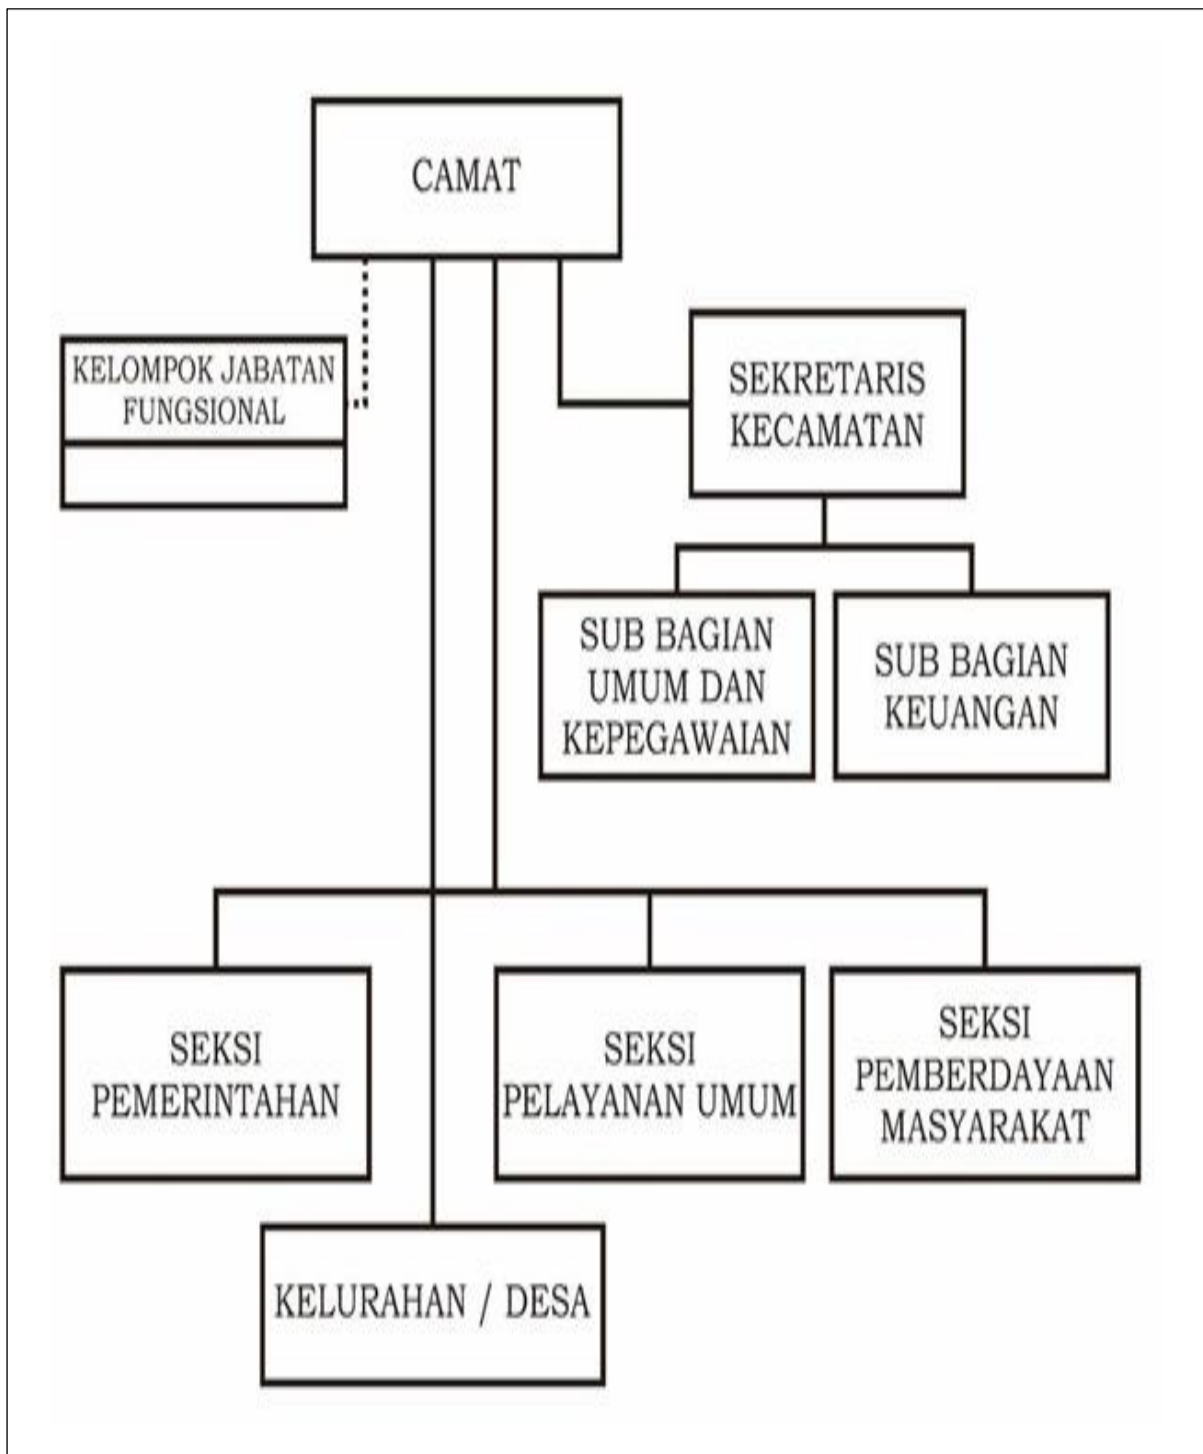 CAMAT
KELOMPOK JABATAN
FUNGSIONAL
SEKRETARIS
KECAMATAN
SUB BAGIAN
UMUM DAN
KEPEGAWAIAN
SUB BAGIAN
KEUANGAN
SEKSI
PEMERINTAHAN
SEKSI
PELAYANAN UMUM
SEKSI
PEMBERDAYAAN
MASYARAKAT
KELURAHAN / DESA